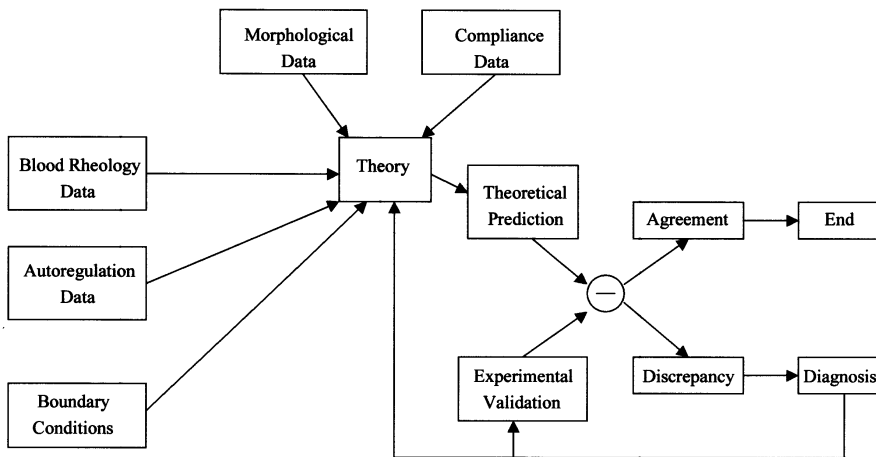 Morphological
Data
Compliance
Data
Blood Rheology
Data
Theory
Theoretical
Prediction
Agreement
End
Autoregulation
Data
—
Experimental
Validation
Discrepancy
Diagnosis
Boundary
Conditions